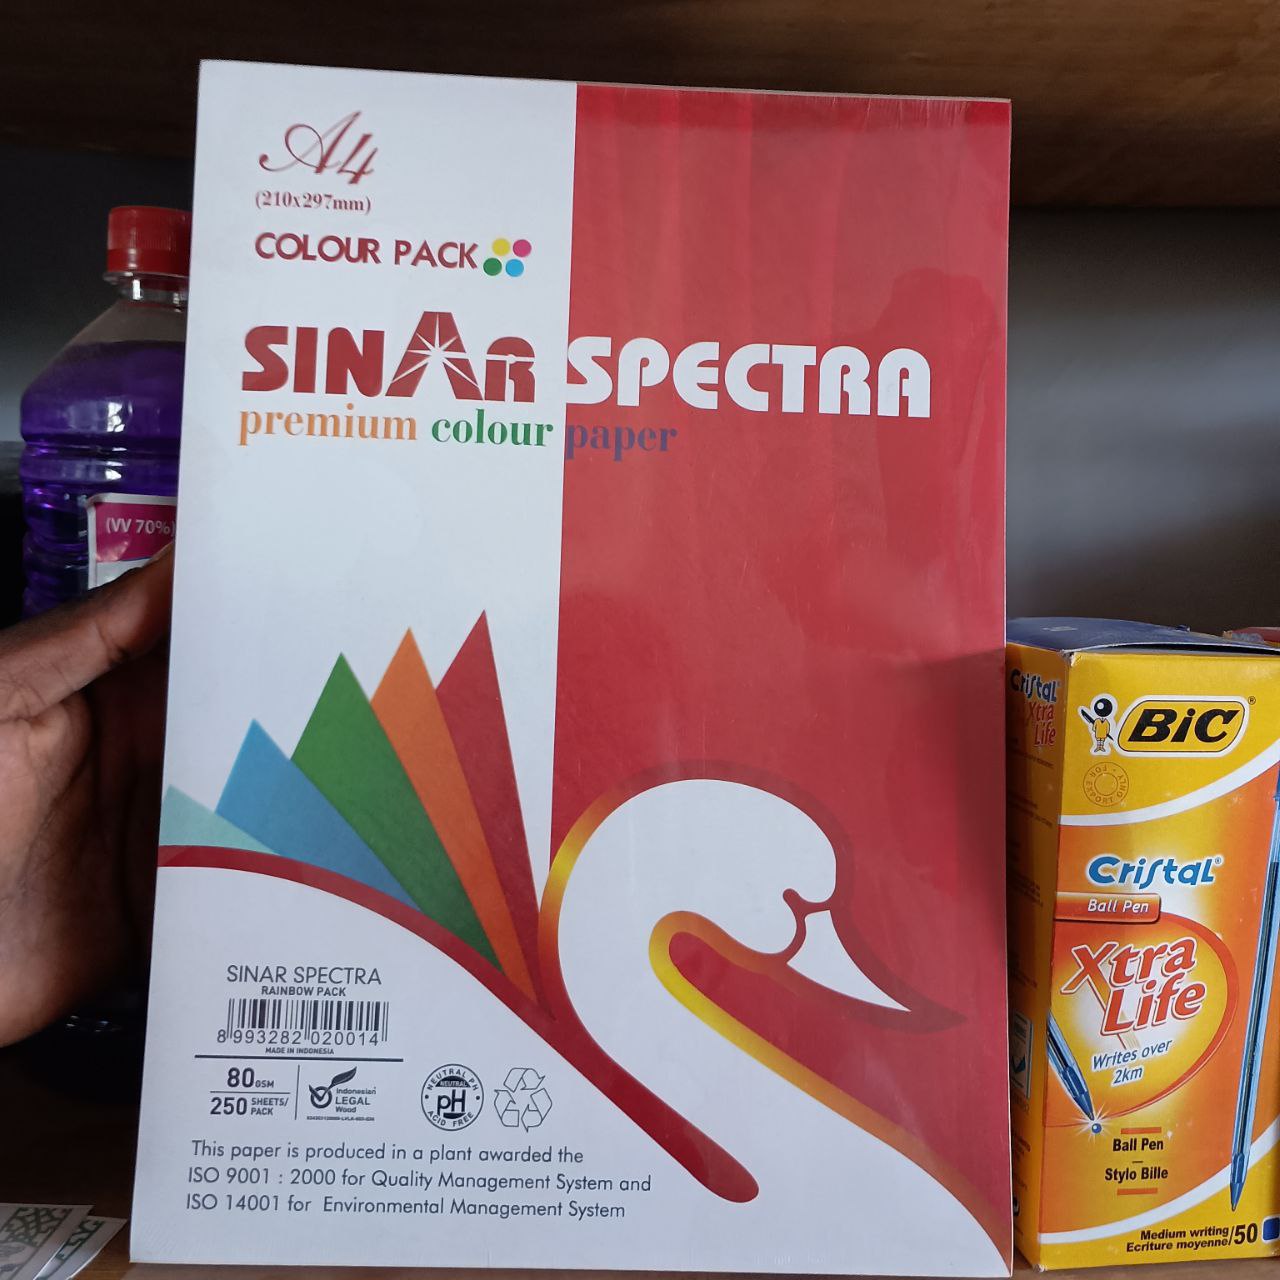 A4
(210x297mm)
COLOUR PACK
SINAR SPECTRA
premium colour paper
SINAR SPECTRA
RAINBOW PACK
8 993282 020014
MADE IN INDONESIA
80 GSM
250 SHEETS/
PACK
Indonesian
LEGAL
Wood
NEUTRAL PH
NEUTRAL
pH
ACID FREE
This paper is produced in a plant awarded the
ISO 9001 : 2000 for Quality Management System and
ISO 14001 for Environmental Management System
(VV 70%)
Cristal
Xtra
Life
BiC®
FOR EXPORT ONLY
Cristal®
Ball Pen
Xtra
Life
Writes over
2km
Ball Pen
Stylo Bille
Medium writing
Ecriture moyenne/50